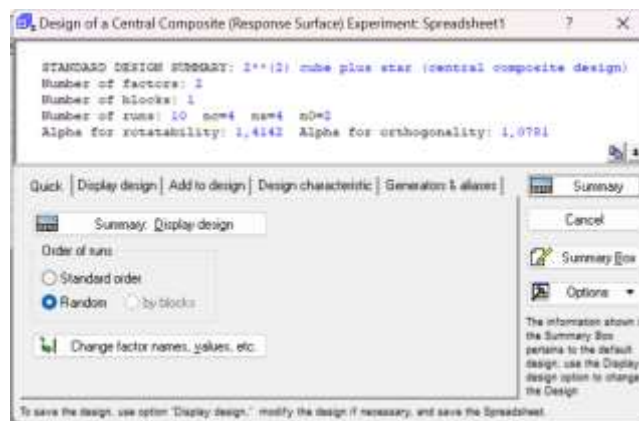 Design of a Central Composite (Response Surface) Experiment: Spreadsheet1
STANDARD DESIGN SUMMARY: 2**(2) cube plus star (central composite design)
Number of factors: 2
Number of blocks: 1
Number of runs: 10 nc=4 ns=4 n0=2
Alpha for rotatability: 1,4142 Alpha for orthogonality: 1,0781
Quick Display design Add to design Design characteristic Generators & aliases
Summary
Summary: Display design
Cancel
Order of runs
Summary Box
Standard order
Random by blocks
Options
Change factor names, values, etc.
The information shown
the Summary Box
pertains to the default
design; use the Display
design option to change
the Design
To save the design, use option "Display design," modify the design if necessary, and save the Spreadsheet.